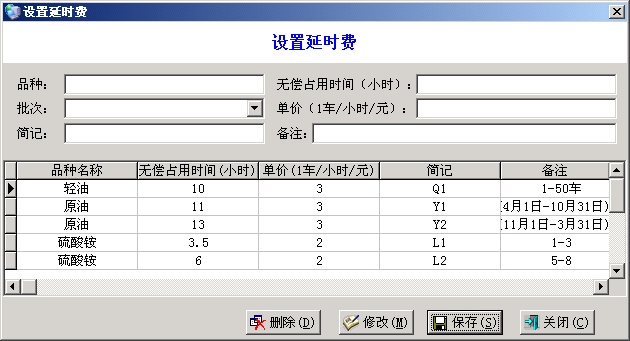 设置延时费
设置延时费
品种： 无偿占用时间（小时）：
批次： 单价（1车/小时/元）：
简记： 备注：
品种名称 无偿占用时间(小时) 单价(1车/小时/元) 简记 备注
轻油 10 3 Q1 1-50车
原油 11 3 Y1 (4月1日-10月31日)
原油 13 3 Y2 (11月1日-3月31日)
硫酸铵 3.5 2 L1 1-3
硫酸铵 6 2 L2 5-8
删除(D) 修改(M) 保存(S) 关闭(C)